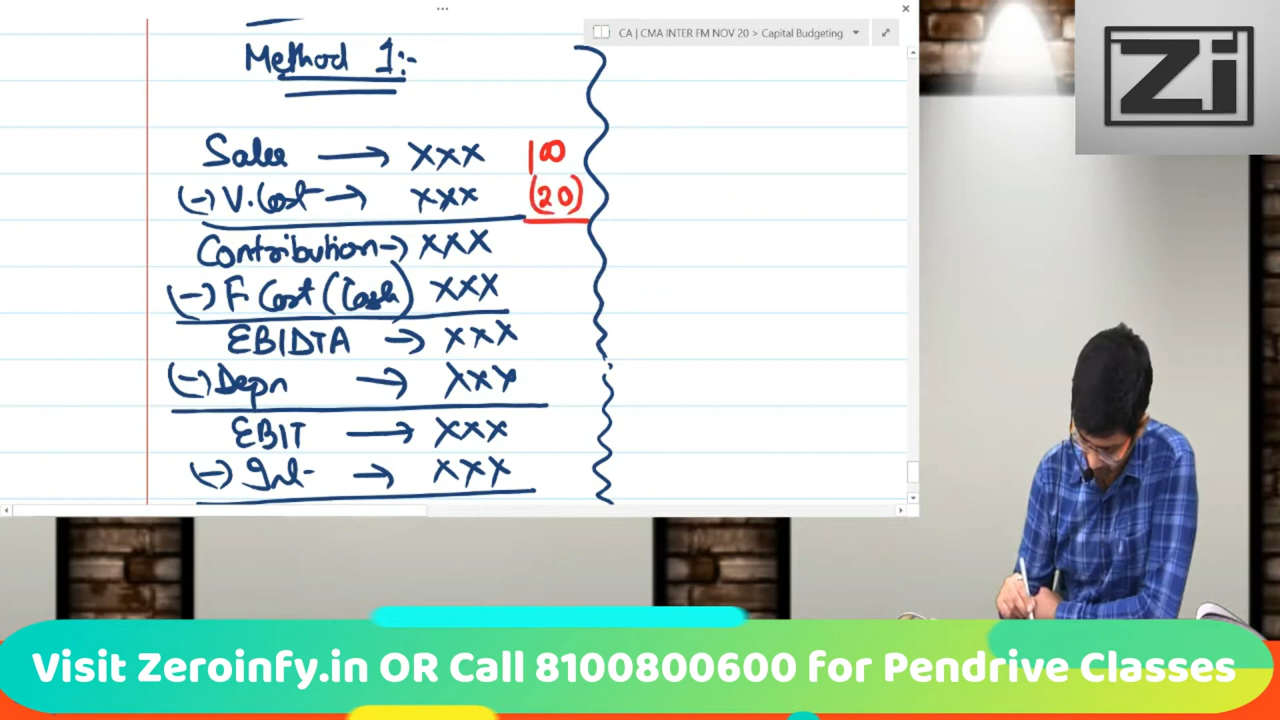 ...
CA | CMA INTER FM NOV 20 > Capital Budgeting
Zi
Method 1:-
Sales → XXX 100
(-) V. Cost → XXX (20)
Contribution → XXX
(-) F Cost (Cash) XXX
EBIDTA → XXX
(-) Depn → XXX
EBIT → XXX
(-) Int → XXX
Visit Zeroinfy.in OR Call 8100800600 for Pendrive Classes